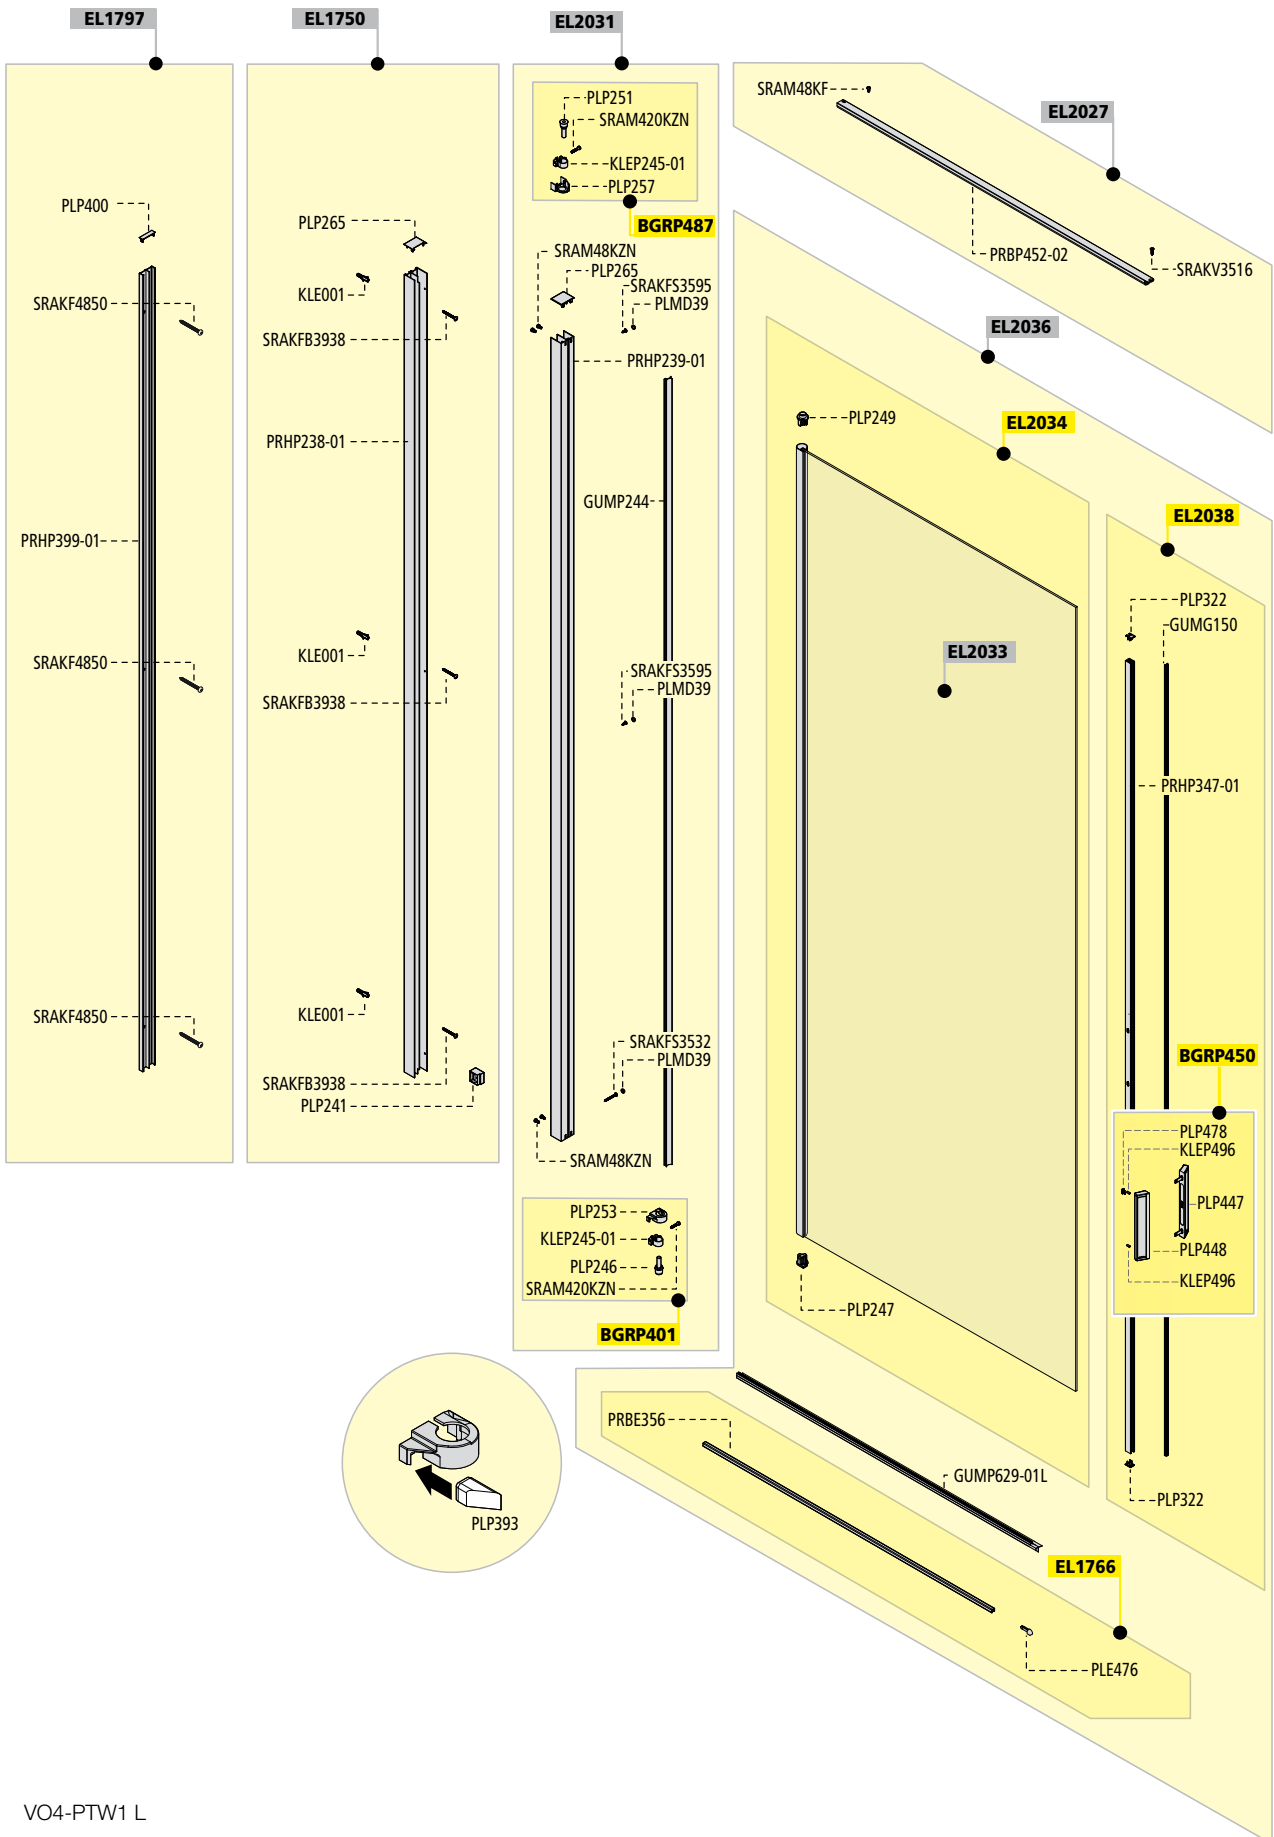 EL1797
EL1750
EL2031
PLP251
SRAM420KZN
KLEP245-01
PLP257
BGRP487
SRAM48KF
EL2027
PRBP452-02
SRAKV3516
PLP400
SRAKF4850
PRHP399-01
SRAKF4850
SRAKF4850
PLP265
KLE001
SRAKFB3938
PRHP238-01
KLE001
SRAKFB3938
KLE001
SRAKFB3938
PLP241
SRAM48KZN
PLP265
SRAKFS3595
PLMD39
PRHP239-01
GUMP244
SRAKFS3595
PLMD39
SRAKFS3532
PLMD39
SRAM48KZN
PLP253
KLEP245-01
PLP246
SRAM420KZN
BGRP401
EL2036
EL2034
PLP249
EL2033
PLP247
EL2038
PLP322
GUMG150
PRHP347-01
BGRP450
PLP478
KLEP496
PLP447
PLP448
KLEP496
PLP322
PRBE356
GUMP629-01L
EL1766
PLE476
PLP393
VO4-PTW1 L